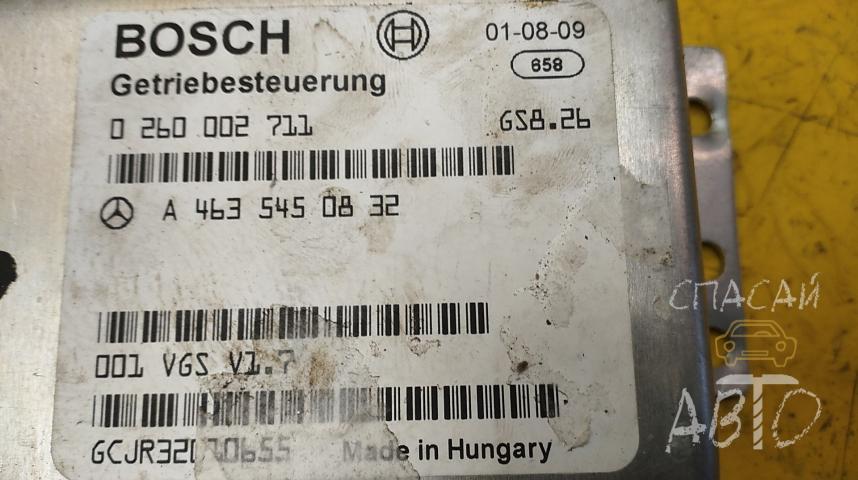 BOSCH
01-08-09
658
Getriebesteuerung
0 260 002 711
GS8.26
A 463 545 08 32
001 VGS V1.7
Made in Hungary
СПАСАЙ
АВТО